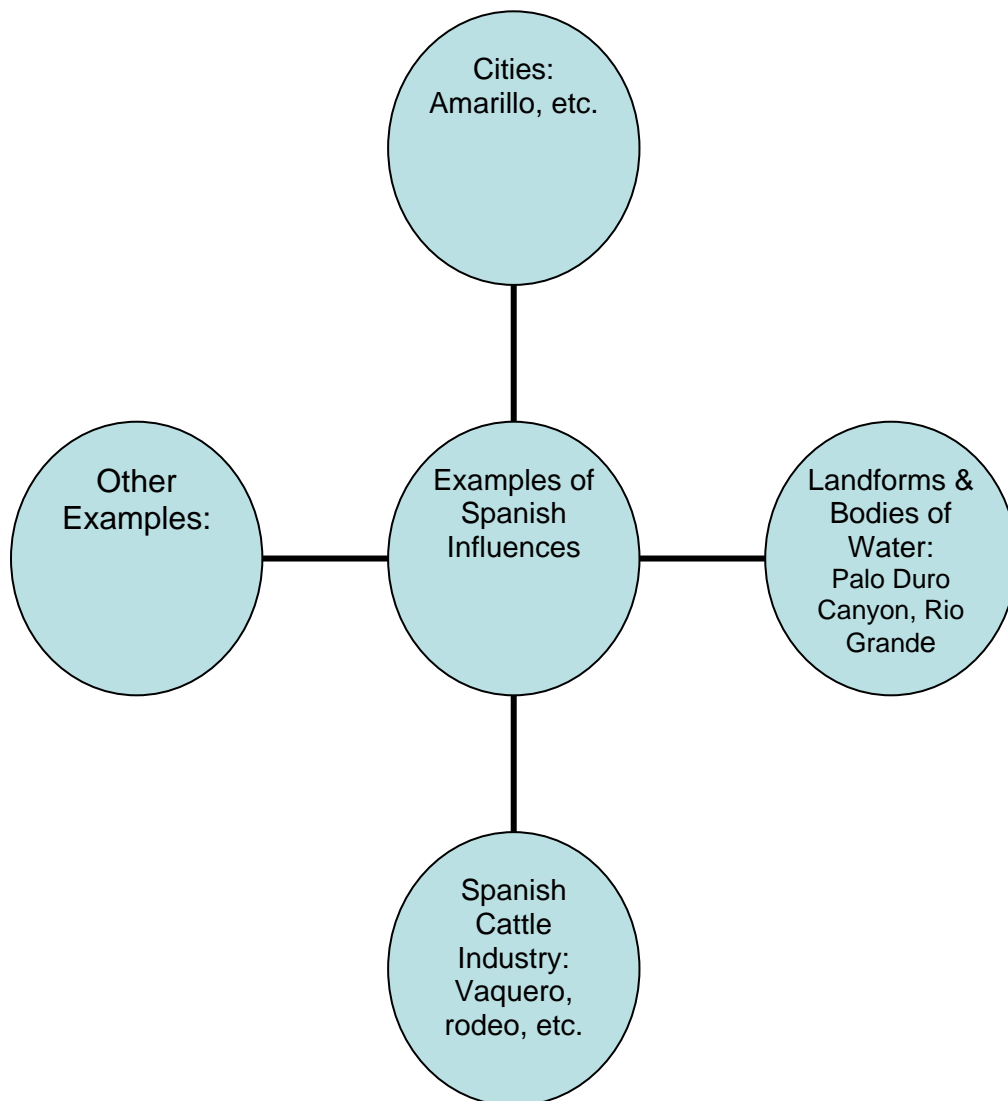 Cities:
Amarillo, etc.
Other
Examples:
Examples of
Spanish
Influences
Landforms &
Bodies of
Water:
Palo Duro
Canyon, Rio
Grande
Spanish
Cattle
Industry:
Vaquero,
rodeo, etc.